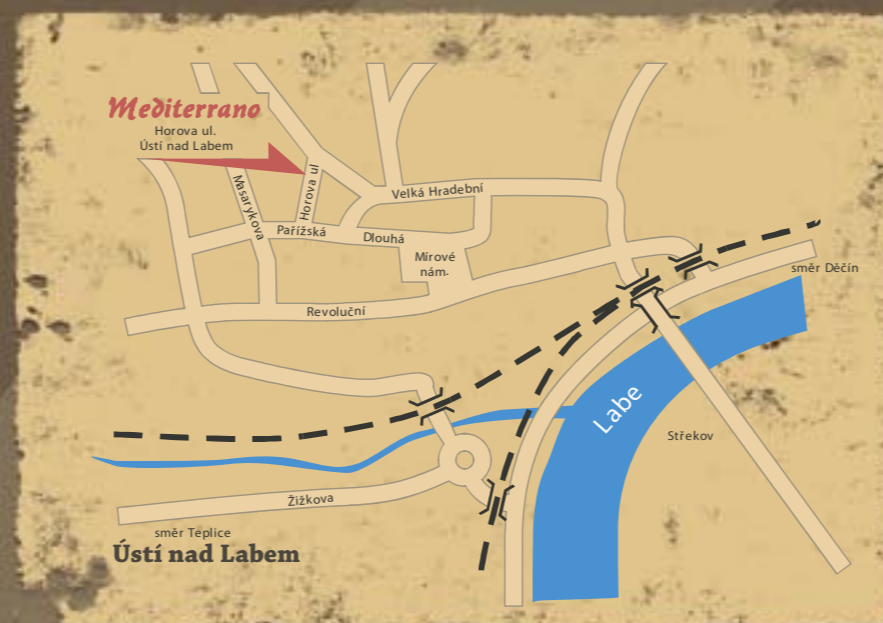 Mediterrano
Horova ul.
Ústí nad Labem
Masarykova
Horova ul
Velká Hradební
Pařížská
Dlouhá
Mírové
nám.
Revoluční
směr Děčín
Labe
Střekov
Žižkova
směr Teplice
Ústí nad Labem